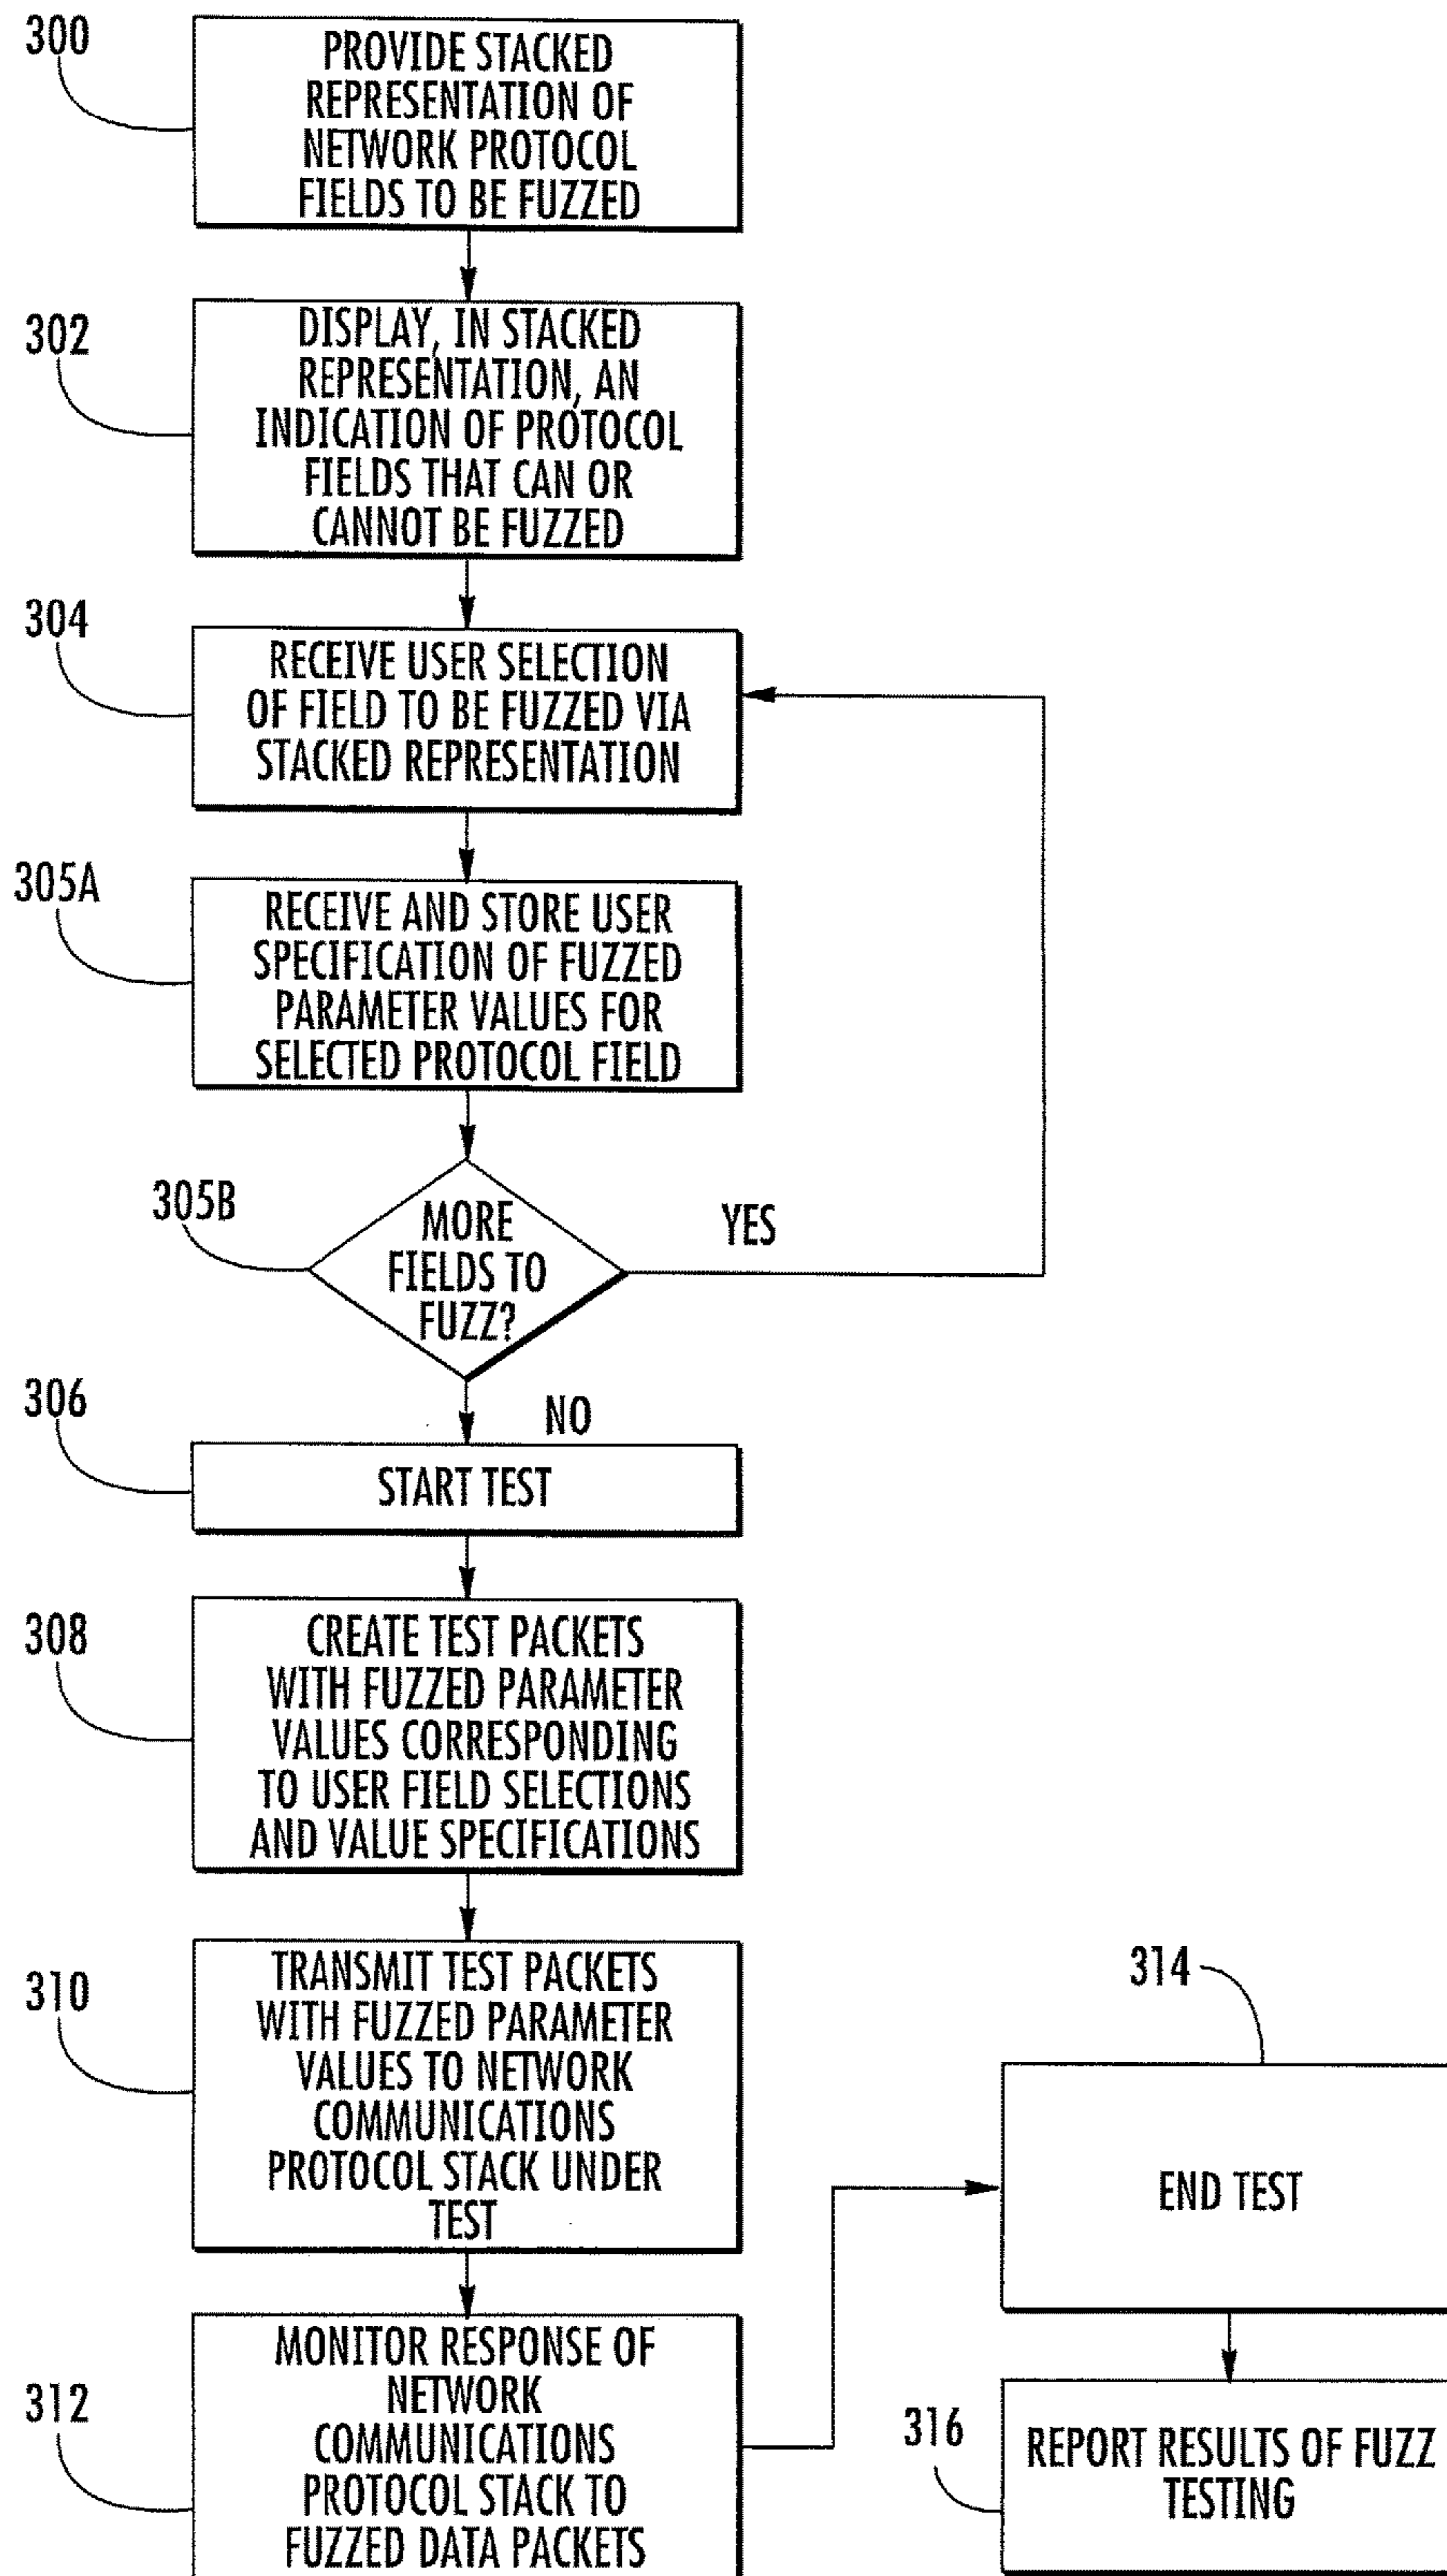 300
PROVIDE STACKED
REPRESENTATION OF
NETWORK PROTOCOL
FIELDS TO BE FUZZED
302
DISPLAY, IN STACKED
REPRESENTATION, AN
INDICATION OF PROTOCOL
FIELDS THAT CAN OR
CANNOT BE FUZZED
304
RECEIVE USER SELECTION
OF FIELD TO BE FUZZED VIA
STACKED REPRESENTATION
305A
RECEIVE AND STORE USER
SPECIFICATION OF FUZZED
PARAMETER VALUES FOR
SELECTED PROTOCOL FIELD
305B
MORE
FIELDS TO
FUZZ?
YES
NO
306
START TEST
308
CREATE TEST PACKETS
WITH FUZZED PARAMETER
VALUES CORRESPONDING
TO USER FIELD SELECTIONS
AND VALUE SPECIFICATIONS
310
TRANSMIT TEST PACKETS
WITH FUZZED PARAMETER
VALUES TO NETWORK
COMMUNICATIONS
PROTOCOL STACK UNDER
TEST
312
MONITOR RESPONSE OF
NETWORK
COMMUNICATIONS
PROTOCOL STACK TO
FUZZED DATA PACKETS
314
END TEST
316
REPORT RESULTS OF FUZZ
TESTING